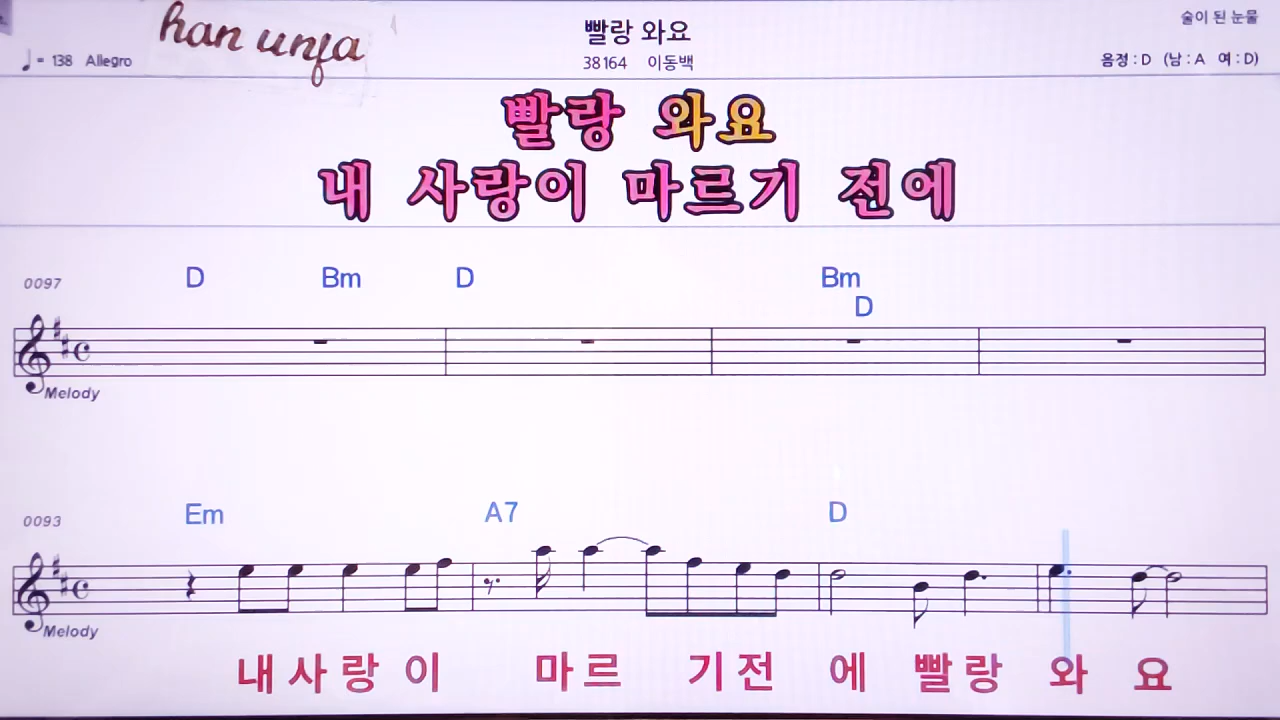 han unja
빨랑 와요
술이 된 눈물
♩= 138 Allegro
38164 이동백
음정 : D (남 : A 여 : D)
빨랑 와요
내 사랑이 마르기 전에
0097
D Bm D Bm
D
Melody
0093
Em A7 D
Melody
내 사 랑 이 마 르 기 전 에 빨 랑 와 요